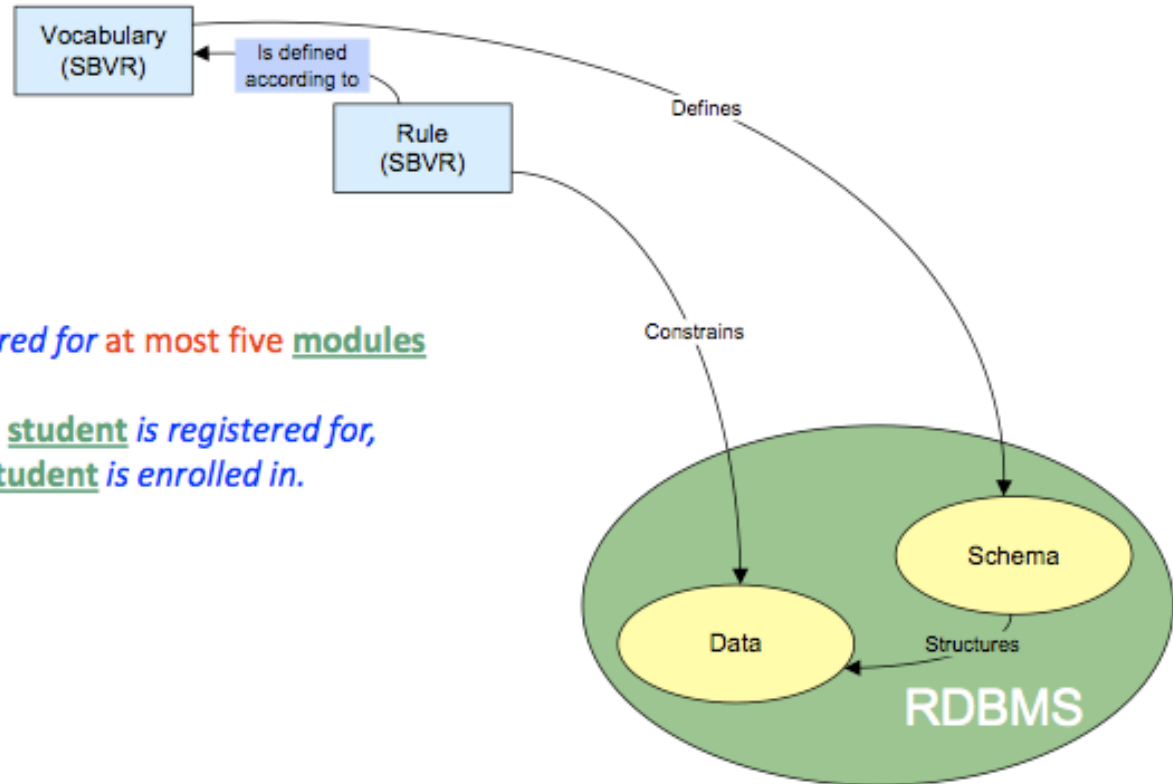 Vocabulary
(SBVR)
Is defined
according to
Rule
(SBVR)
Defines
Constrains
red for at most five modules
student is registered for,
tudent is enrolled in.
Schema
Data
Structures
RDBMS